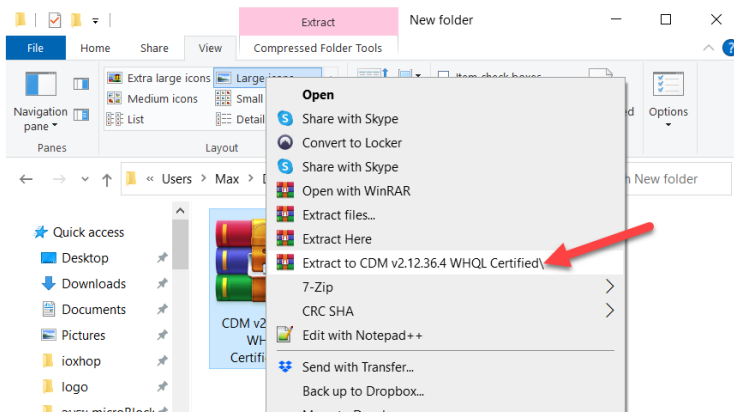 Extract New folder
File Home Share View Compressed Folder Tools
Extra large icons Large icons Item check boxes
Medium icons Small
List Detail
Navigation pane
Options
Panes Layout
« Users > Max > New folder
Quick access
Desktop
Downloads
Documents
Pictures
ioxhop
logo
CDM v2
WH
Certifi
Open
Share with Skype
Convert to Locker
Share with Skype
Open with WinRAR
Extract files...
Extract Here
Extract to CDM v2.12.36.4 WHQL Certified\
7-Zip
CRC SHA
Edit with Notepad++
Send with Transfer...
Back up to Dropbox...